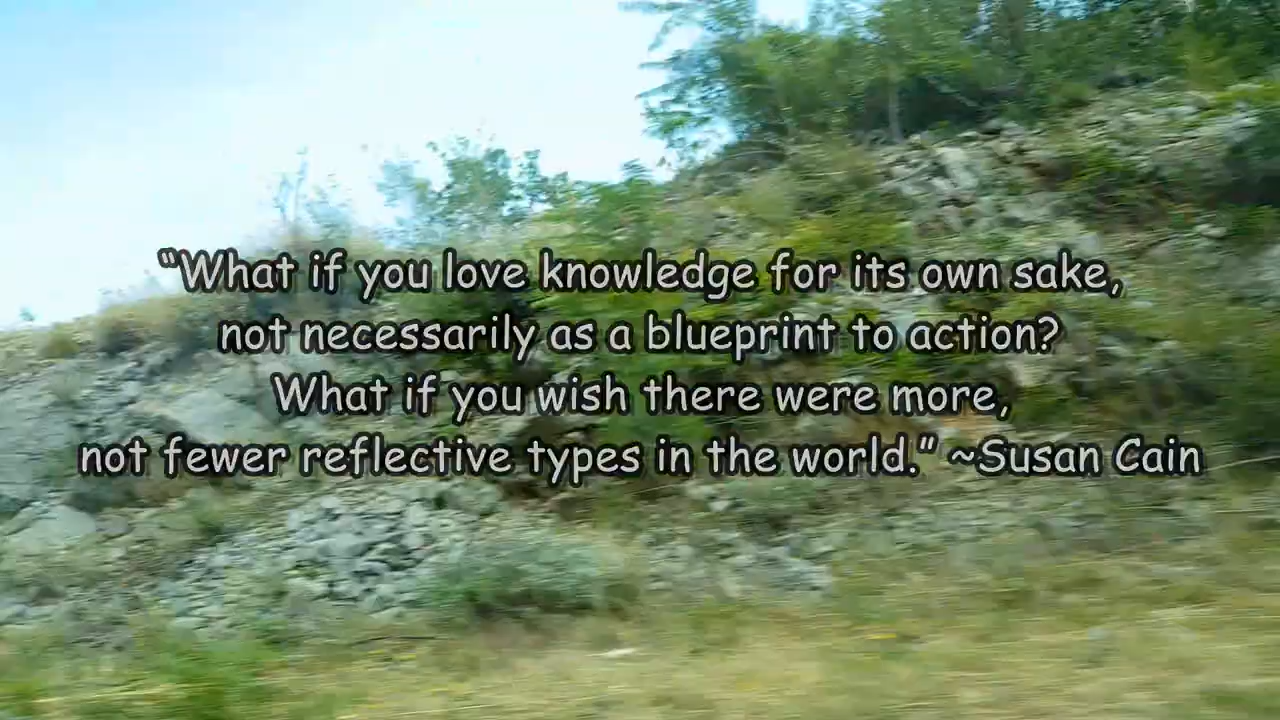 “What if you love knowledge for its own sake,
not necessarily as a blueprint to action?
What if you wish there were more,
not fewer reflective types in the world.” ~Susan Cain